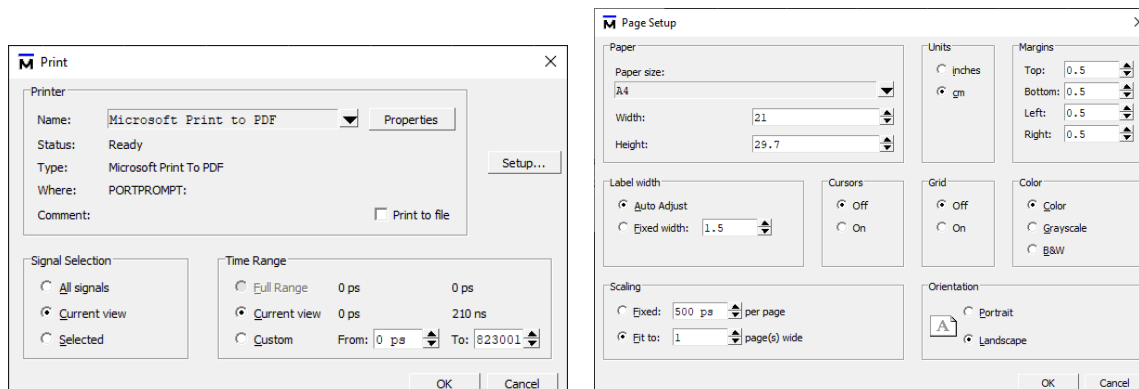 Print
Printer
Name: Microsoft Print to PDF Properties
Status: Ready
Type: Microsoft Print To PDF
Setup...
Where: PORTPROMPT:
Comment: Print to file
Signal Selection
All signals
Current view
Selected
Time Range
Full Range 0 ps 0 ps
Current view 0 ps 210 ns
Custom From: 0 ps To: 823001
OK Cancel
Page Setup
Paper
Paper size:
A4
Width: 21
Height: 29.7
Units
inches
cm
Margins
Top: 0.5
Bottom: 0.5
Left: 0.5
Right: 0.5
Label width
Auto Adjust
Fixed width: 1.5
Cursors
Off
On
Grid
Off
On
Color
Color
Grayscale
B&W
Scaling
Fixed: 500 ps per page
Fit to: 1 page(s) wide
Orientation
A
Portrait
Landscape
OK Cancel